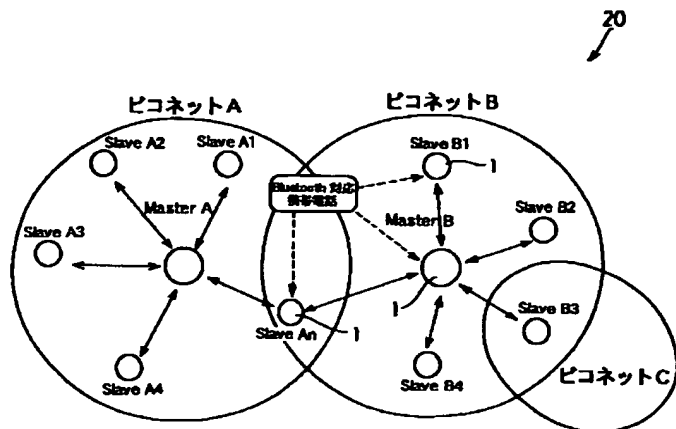 20
ピコネットA
ピコネットB
Slave A2
Slave A1
Slave B1
1
Bluetooth 対応
携帯電話
Master A
Master B
Slave B2
Slave A3
1
Slave B3
1
Slave An
Slave A4
Slave B4
ピコネットC